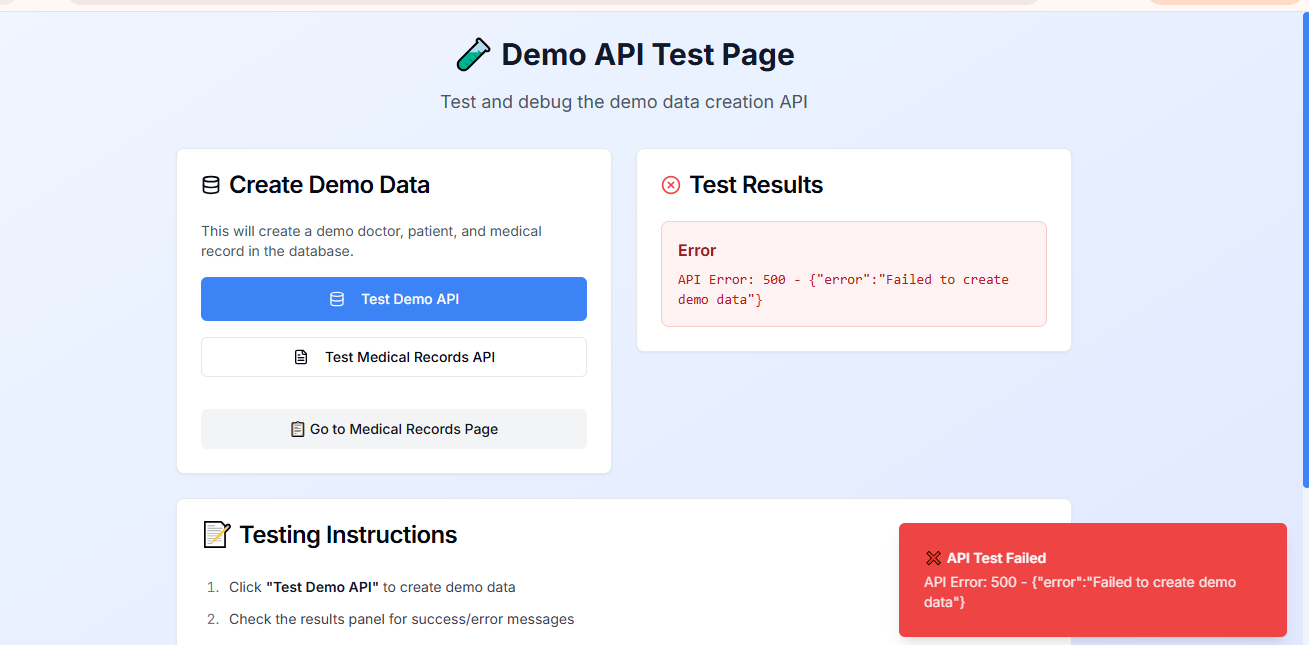 Demo API Test Page
Test and debug the demo data creation API
Create Demo Data
This will create a demo doctor, patient, and medical
record in the database.
Test Demo API
Test Medical Records API
Go to Medical Records Page
Test Results
Error
API Error: 500 - {"error":"Failed to create
demo data"}
Testing Instructions
1. Click "Test Demo API" to create demo data
2. Check the results panel for success/error messages
API Test Failed
API Error: 500 - {"error":"Failed to create demo
data"}